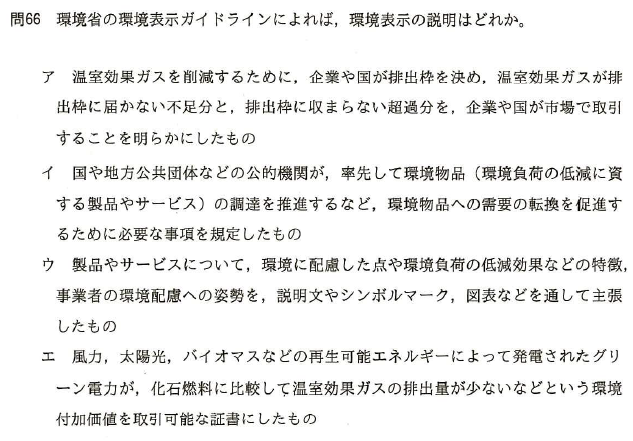 問66 環境省の環境表示ガイドラインによれば，環境表示の説明はどれか。
ア 温室効果ガスを削減するために，企業や国が排出枠を決め，温室効果ガスが排
出枠に届かない不足分と，排出枠に収まらない超過分を，企業や国が市場で取引
することを明らかにしたもの
イ 国や地方公共団体などの公的機関が，率先して環境物品（環境負荷の低減に資
する製品やサービス）の調達を推進するなど，環境物品への需要の転換を促進す
るために必要な事項を規定したもの
ウ 製品やサービスについて，環境に配慮した点や環境負荷の低減効果などの特徴，
事業者の環境配慮への姿勢を，説明文やシンボルマーク，図表などを通して主張
したもの
エ 風力，太陽光，バイオマスなどの再生可能エネルギーによって発電されたグリ
ーン電力が，化石燃料に比較して温室効果ガスの排出量が少ないなどという環境
付加価値を取引可能な証書にしたもの